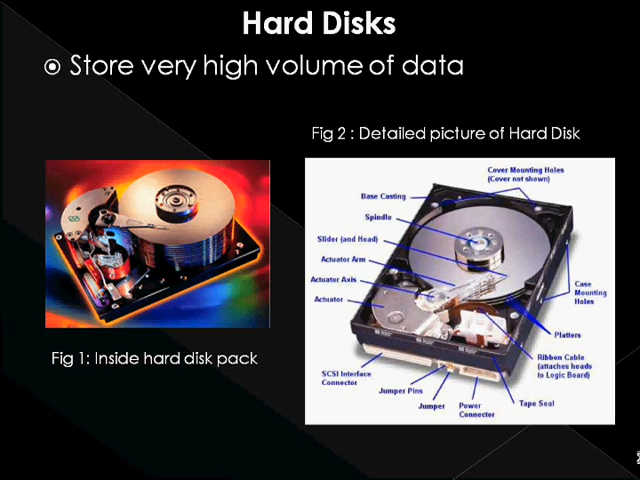 Hard Disks
Store very high volume of data
Fig 2 : Detailed picture of Hard Disk
Cover Mounting Holes
(Cover not shown)
Base Casting
Spindle
Slider (and Head)
Actuator Arm
Actuator Axis
Actuator
Case
Mounting
Holes
Platters
Ribbon Cable
(attaches heads
to Logic Board)
SCSI Interface
Connector
Jumper Pins
Jumper
Power
Connector
Tape Seal
Fig 1: Inside hard disk pack